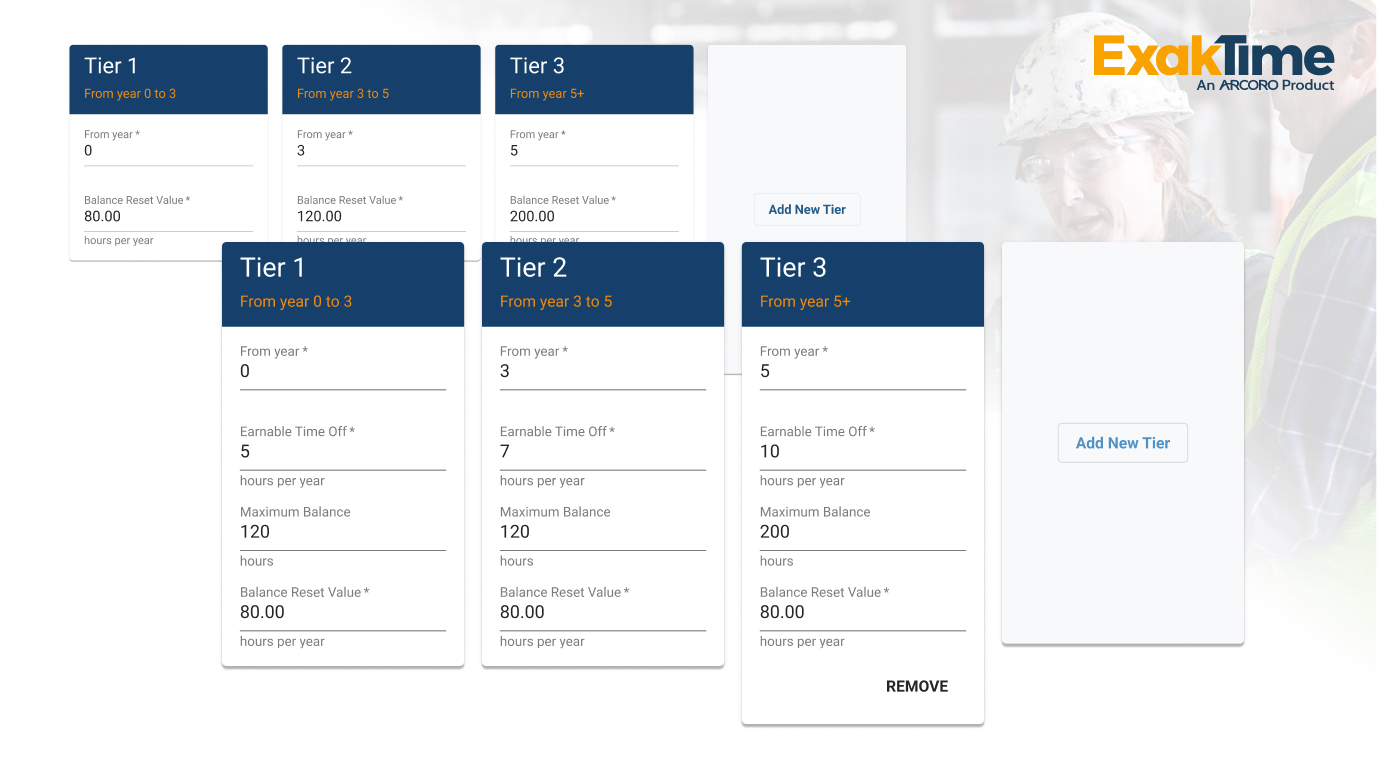 ExakTime
An ARCORO Product
Tier 1
From year 0 to 3
From year *
0
Balance Reset Value *
80.00
hours per year
Tier 2
From year 3 to 5
From year *
3
Balance Reset Value *
120.00
hours per year
Tier 3
From year 5+
From year *
5
Balance Reset Value *
200.00
hours per year
Add New Tier
Tier 1
From year 0 to 3
From year *
0
Earnable Time Off *
5
hours per year
Maximum Balance
120
hours
Balance Reset Value *
80.00
hours per year
Tier 2
From year 3 to 5
From year *
3
Earnable Time Off *
7
hours per year
Maximum Balance
120
hours
Balance Reset Value *
80.00
hours per year
Tier 3
From year 5+
From year *
5
Earnable Time Off *
10
hours per year
Maximum Balance
200
hours
Balance Reset Value *
80.00
hours per year
REMOVE
Add New Tier